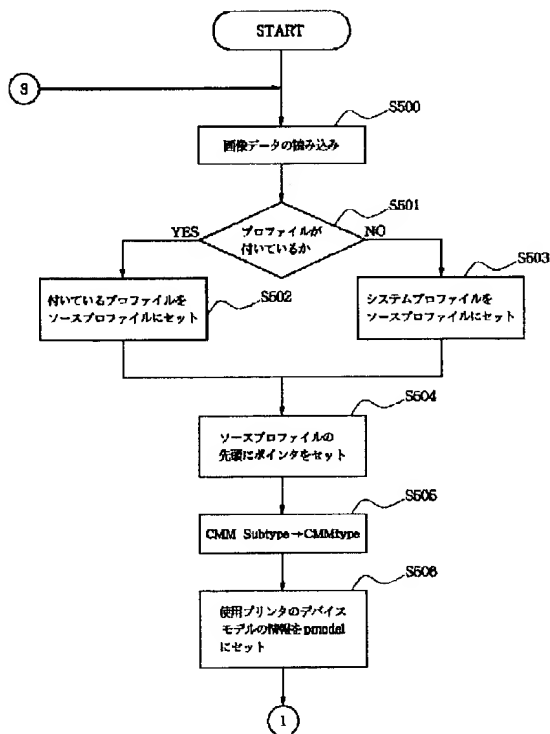 START
3
S500
画像データの読み込み
S501
プロファイルが
付いているか
YES
NO
S502
付いているプロファイルを
ソースプロファイルにセット
S503
システムプロファイルを
ソースプロファイルにセット
S504
ソースプロファイルの
先頭にポインタをセット
S505
CMM Subtype→CMMtype
S506
使用プリンタのデバイス
モデルの情報をpmodel
にセット
1